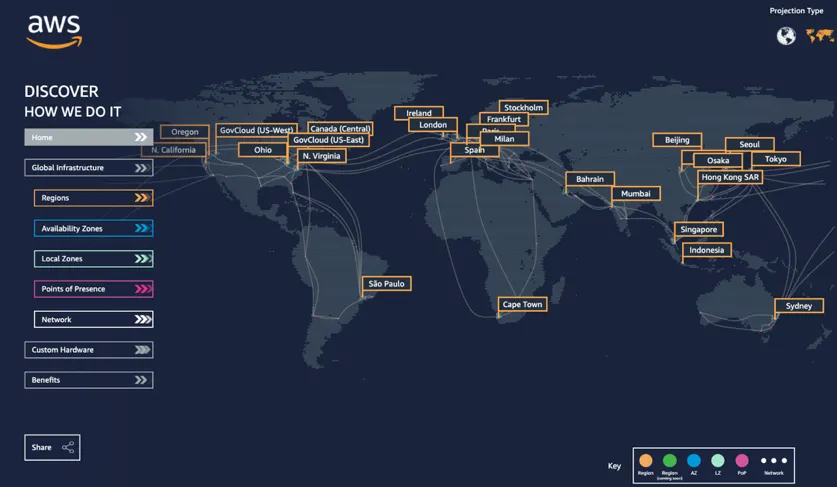 aws
Projection Type
DISCOVER
HOW WE DO IT
Home
Global Infrastructure
Regions
Availability Zones
Local Zones
Points of Presence
Network
Custom Hardware
Benefits
Share
Oregon
N. California
GovCloud (US-West)
Ohio
Canada (Central)
GovCloud (US-East)
N. Virginia
São Paulo
Ireland
London
Stockholm
Frankfurt
Milan
Spain
Cape Town
Bahrain
Mumbai
Beijing
Seoul
Osaka
Tokyo
Hong Kong SAR
Singapore
Indonesia
Sydney
Key
Region
Region
(coming soon)
AZ
LZ
PoP
Network